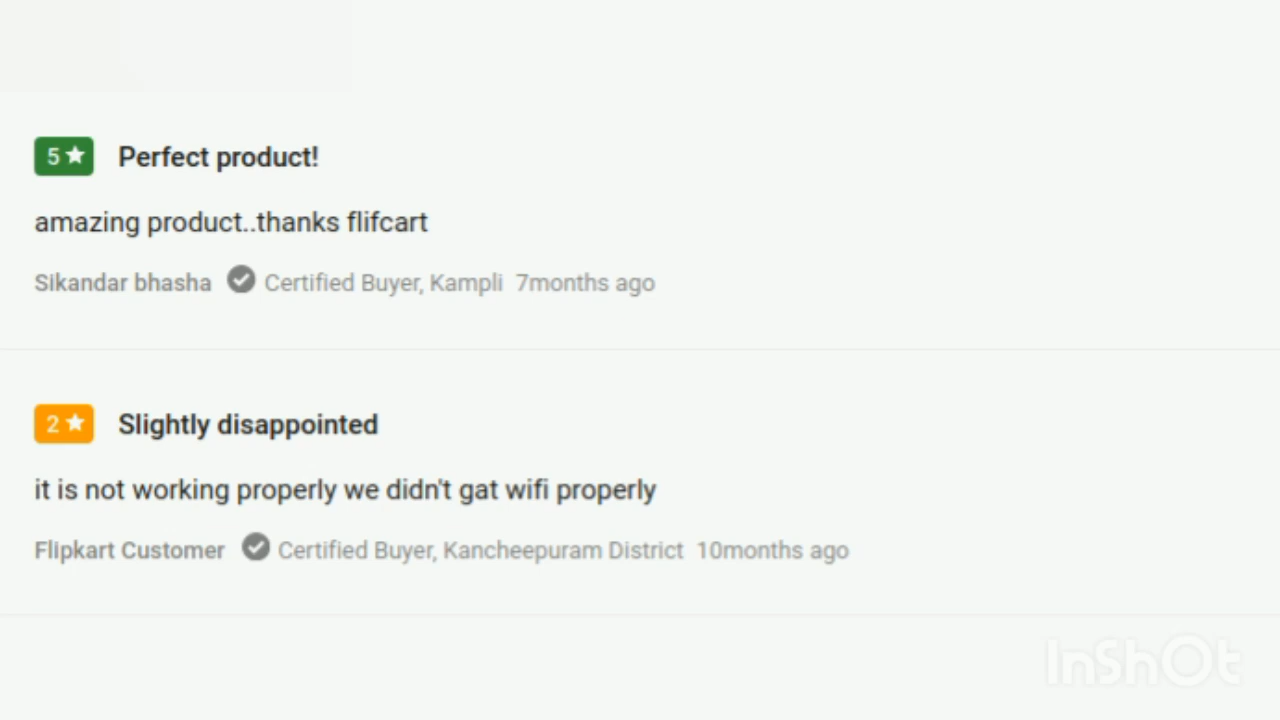 5★ Perfect product!
amazing product..thanks flifcart
Sikandar bhasha Certified Buyer, Kampli 7months ago
2★ Slightly disappointed
it is not working properly we didn't gat wifi properly
Flipkart Customer Certified Buyer, Kancheepuram District 10months ago
InShOt